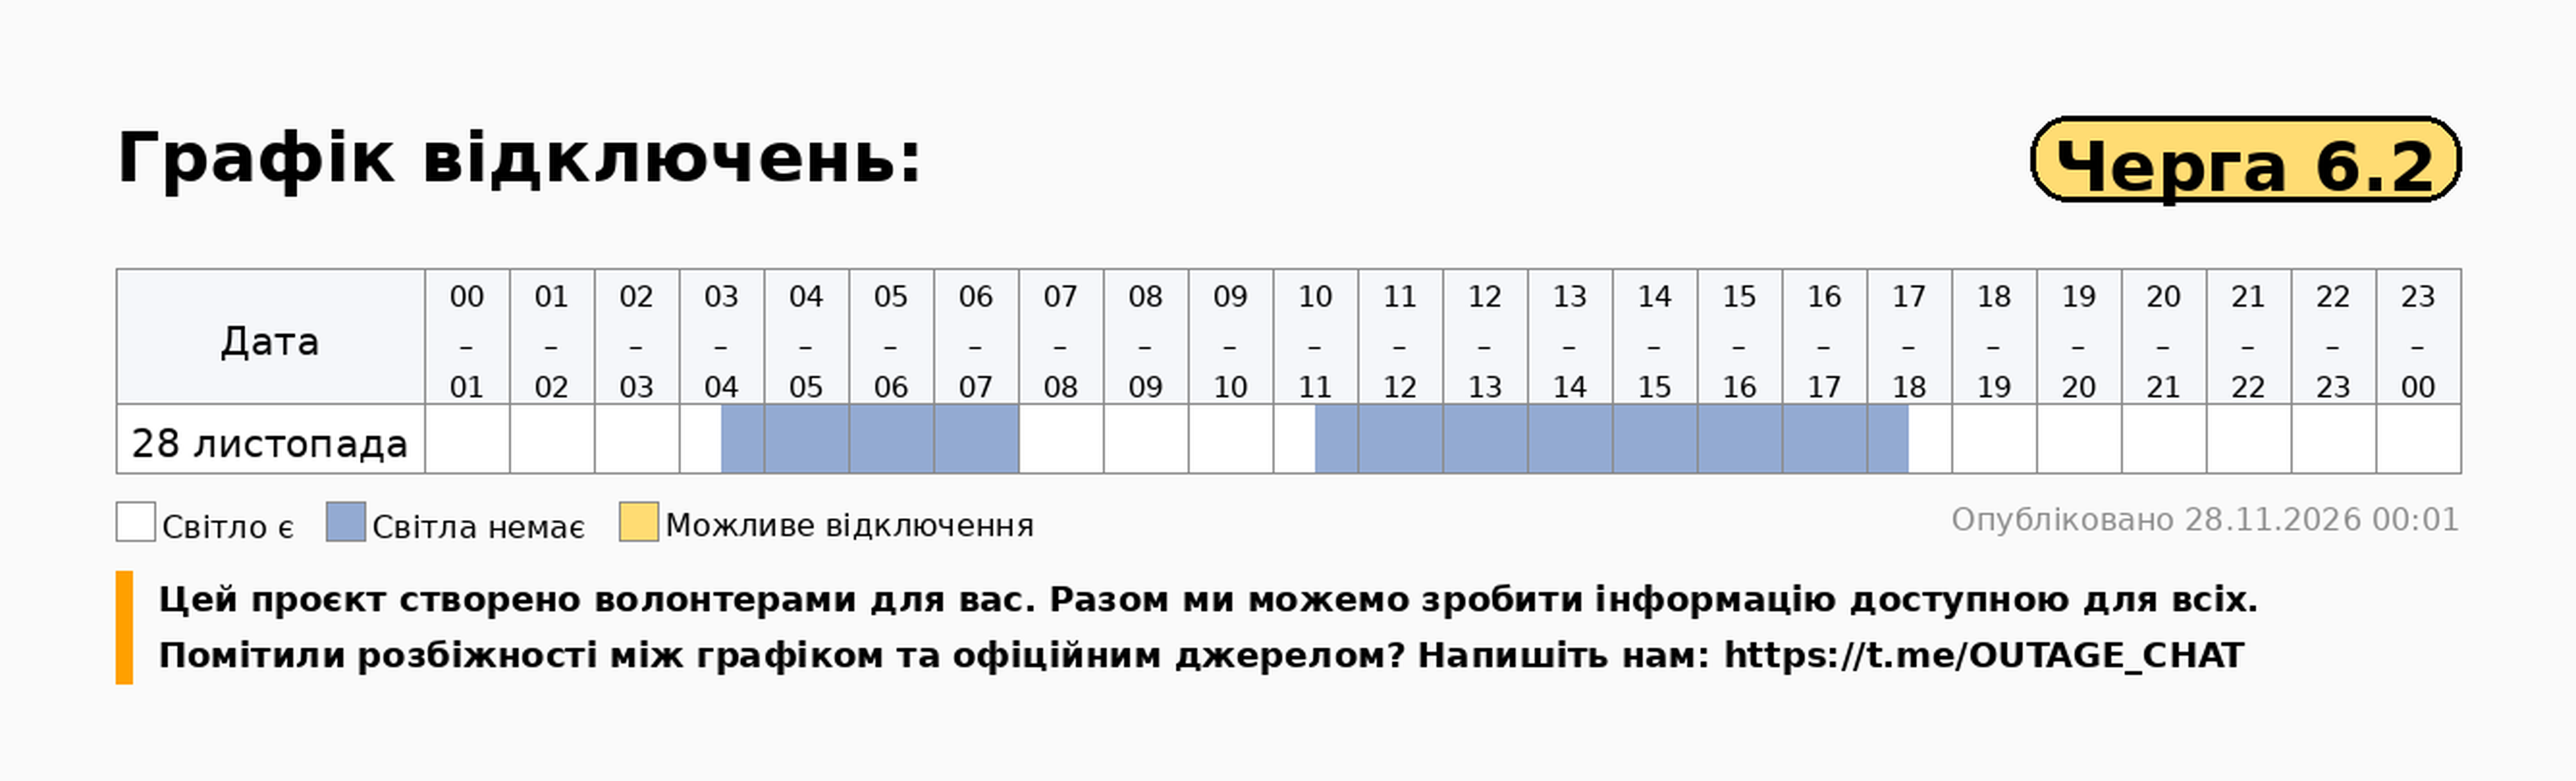 Графік відключень:
Черга 6.2
Дата
00 – 01
01 – 02
02 – 03
03 – 04
04 – 05
05 – 06
06 – 07
07 – 08
08 – 09
09 – 10
10 – 11
11 – 12
12 – 13
13 – 14
14 – 15
15 – 16
16 – 17
17 – 18
18 – 19
19 – 20
20 – 21
21 – 22
22 – 23
23 – 00
28 листопада
Світло є
Світла немає
Можливе відключення
Опубліковано 28.11.2026 00:01
Цей проєкт створено волонтерами для вас. Разом ми можемо зробити інформацію доступною для всіх.
Помітили розбіжності між графіком та офіційним джерелом? Напишіть нам: https://t.me/OUTAGE_CHAT